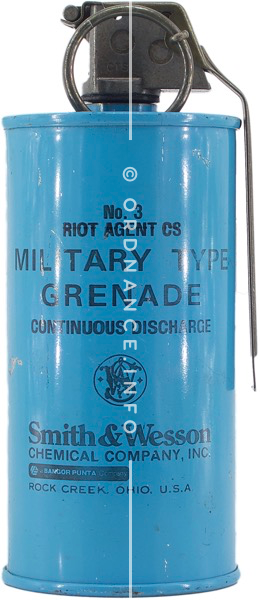 No. 3
RIOT AGENT CS
MILITARY TYPE
GRENADE
CONTINUOUS DISCHARGE
Smith & Wesson
CHEMICAL COMPANY, INC.
BANGOR PUNTA
ROCK CREEK, OHIO, U.S.A.
© ORDNANCE.INFO